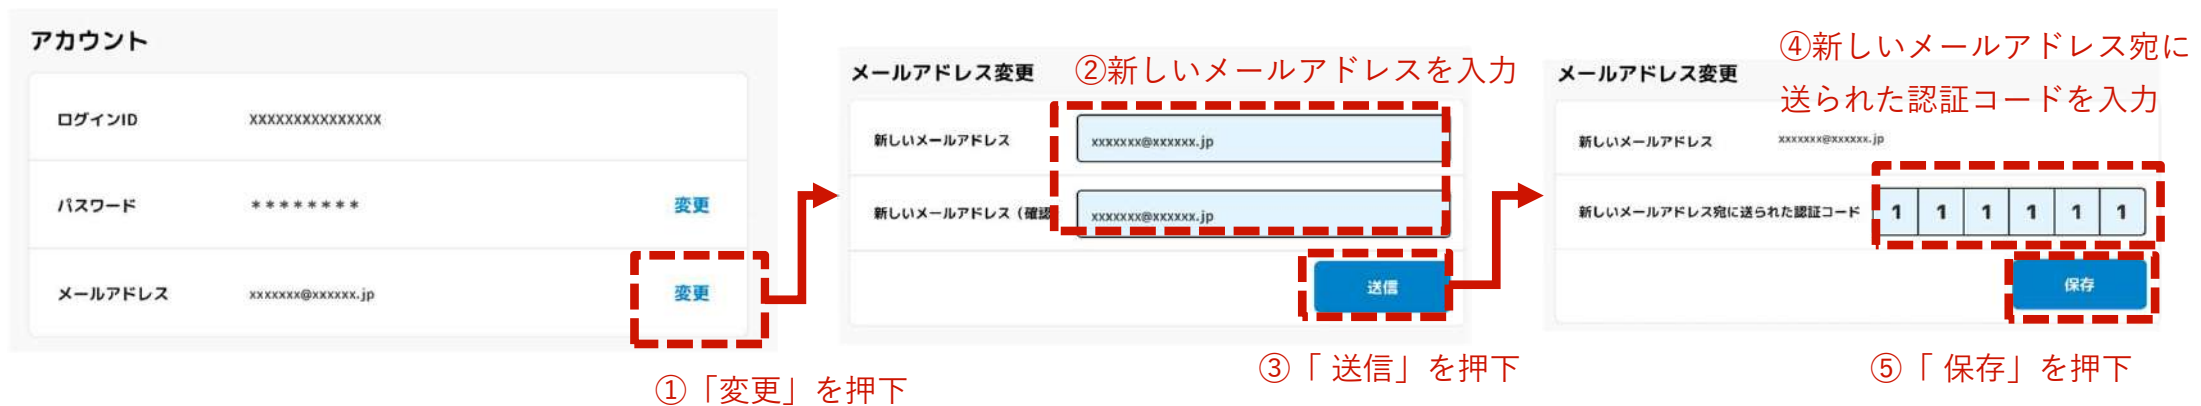 アカウント
ログインID xxxxxxxxxxxxxxx
パスワード ******** 変更
メールアドレス xxxxxxx@xxxxxx.jp 変更
①「変更」を押下
メールアドレス変更
②新しいメールアドレスを入力
新しいメールアドレス xxxxxxx@xxxxxx.jp
新しいメールアドレス（確認 xxxxxxx@xxxxxx.jp
送信
③「 送信」を押下
メールアドレス変更
④新しいメールアドレス宛に
送られた認証コードを入力
新しいメールアドレス xxxxxxx@xxxxxx.jp
新しいメールアドレス宛に送られた認証コード 1 1 1 1 1 1
保存
⑤「 保存」を押下